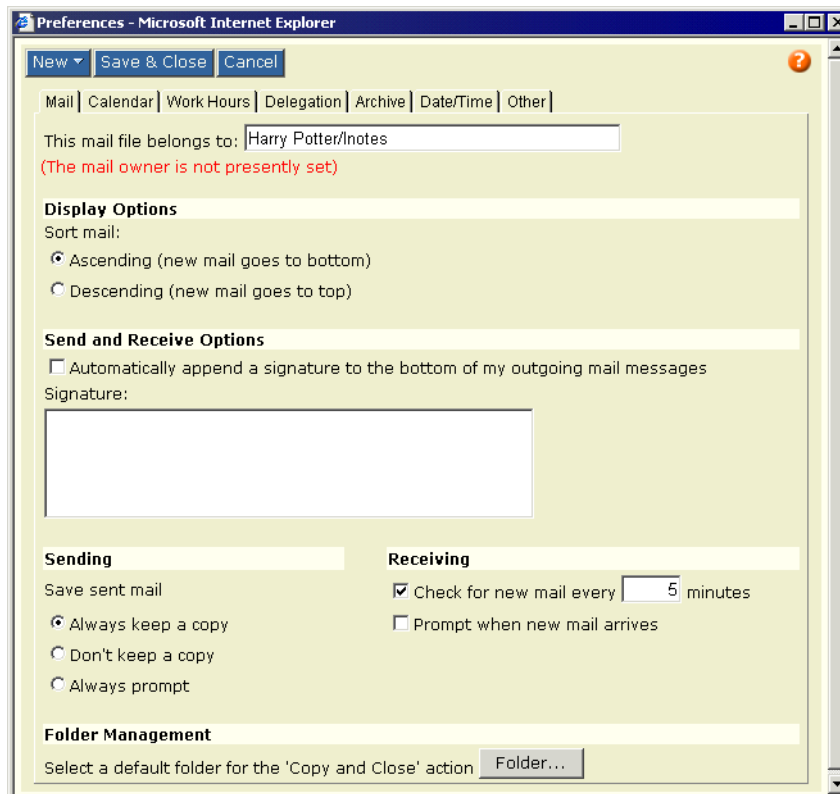 Preferences - Microsoft Internet Explorer
New Save & Close Cancel
Mail Calendar Work Hours Delegation Archive Date/Time Other
This mail file belongs to: Harry Potter/Inotes
(The mail owner is not presently set)
Display Options
Sort mail:
Ascending (new mail goes to bottom)
Descending (new mail goes to top)
Send and Receive Options
Automatically append a signature to the bottom of my outgoing mail messages
Signature:
Sending Receiving
Save sent mail Check for new mail every 5 minutes
Always keep a copy Prompt when new mail arrives
Don't keep a copy
Always prompt
Folder Management
Select a default folder for the 'Copy and Close' action Folder...